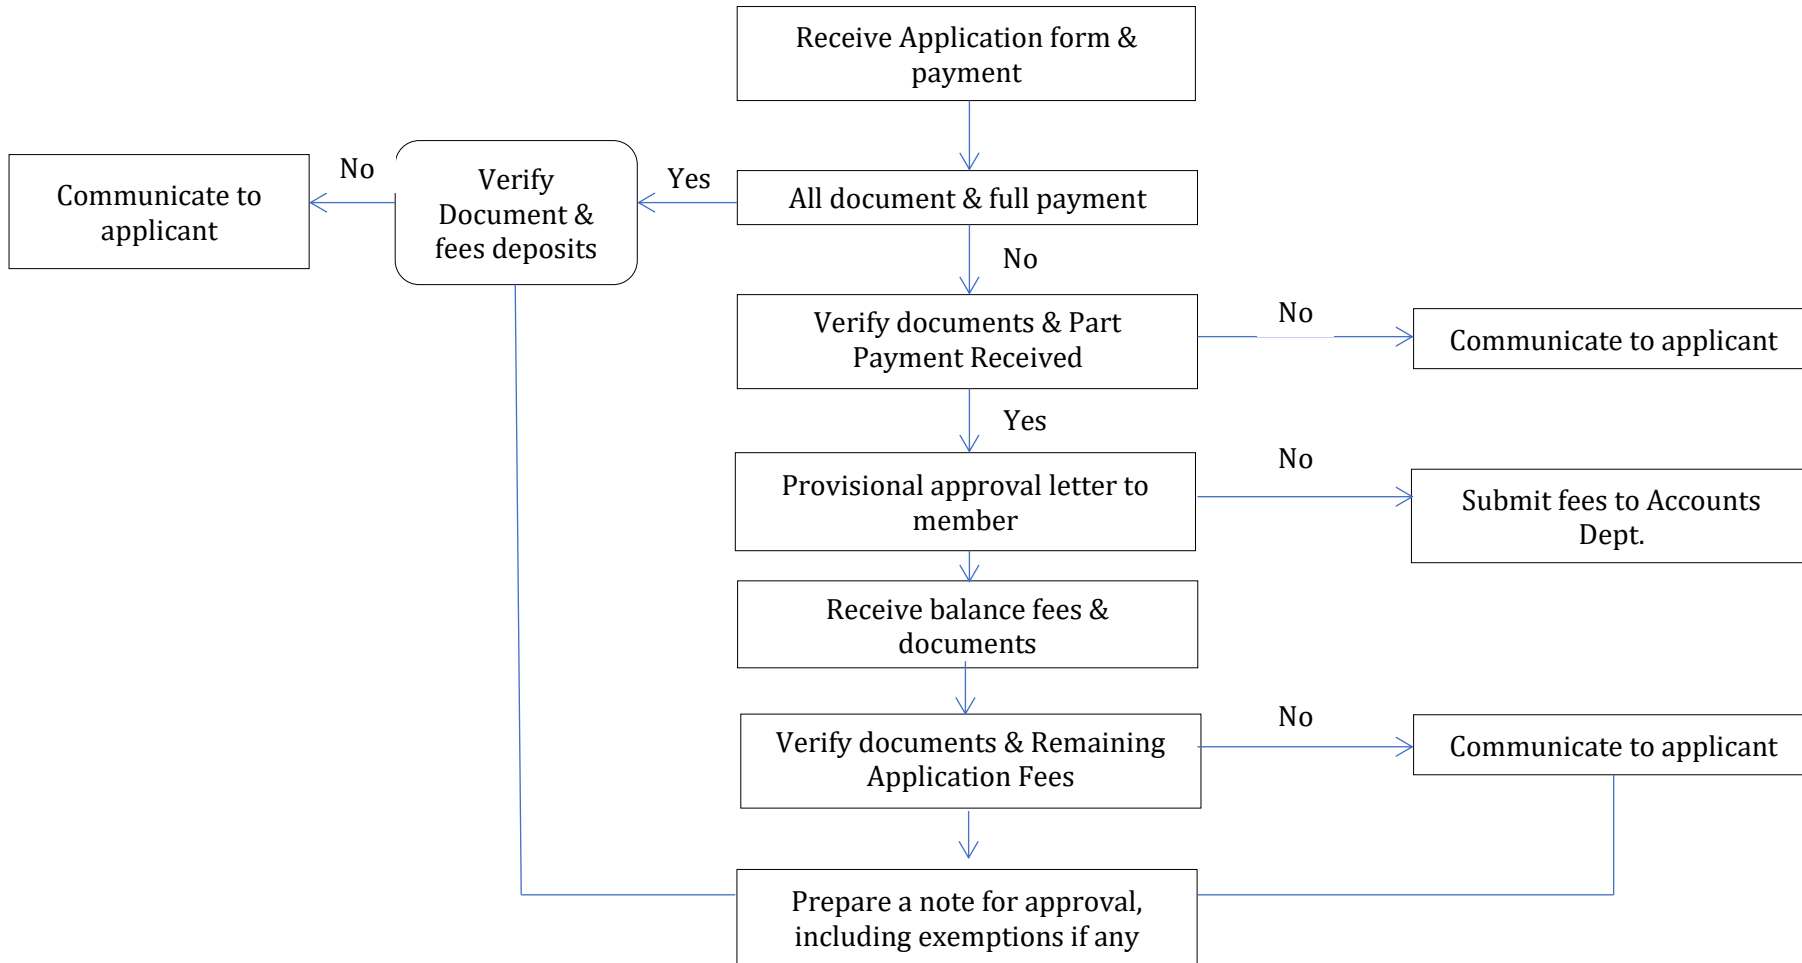 Receive Application form &
payment
No
Yes
Communicate to
applicant
Verify
Document &
fees deposits
All document & full payment
No
Verify documents & Part
Payment Received
No
Communicate to applicant
Yes
Provisional approval letter to
member
No
Submit fees to Accounts
Dept.
Receive balance fees &
documents
Verify documents & Remaining
Application Fees
No
Communicate to applicant
Prepare a note for approval,
including exemptions if any